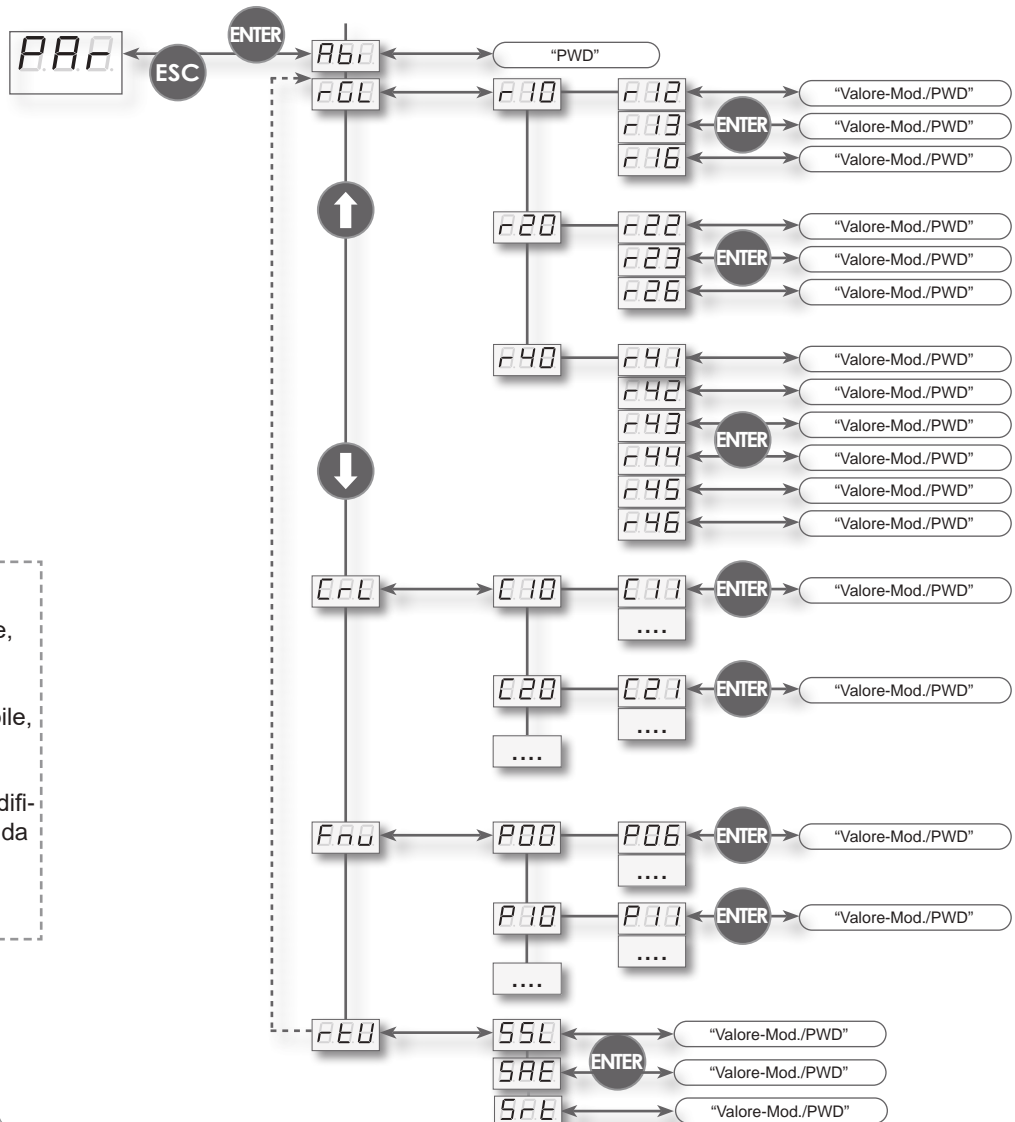 PAr
ESC
ENTER
Abi
"PWD"
rGL
r10
r12
"Valore-Mod./PWD"
r13
ENTER
"Valore-Mod./PWD"
r16
"Valore-Mod./PWD"
r20
r22
"Valore-Mod./PWD"
r23
ENTER
"Valore-Mod./PWD"
r26
"Valore-Mod./PWD"
r40
r41
"Valore-Mod./PWD"
r42
"Valore-Mod./PWD"
r43
"Valore-Mod./PWD"
ENTER
r44
"Valore-Mod./PWD"
r45
"Valore-Mod./PWD"
r46
"Valore-Mod./PWD"
CrL
C10
C11
ENTER
"Valore-Mod./PWD"
....
C20
C21
ENTER
"Valore-Mod./PWD"
....
....
e,
ile,
difi-
da
Fnu
P00
P06
ENTER
"Valore-Mod./PWD"
....
P10
P11
ENTER
"Valore-Mod./PWD"
....
....
rtU
SSL
"Valore-Mod./PWD"
SAE
ENTER
"Valore-Mod./PWD"
Srt
"Valore-Mod./PWD"